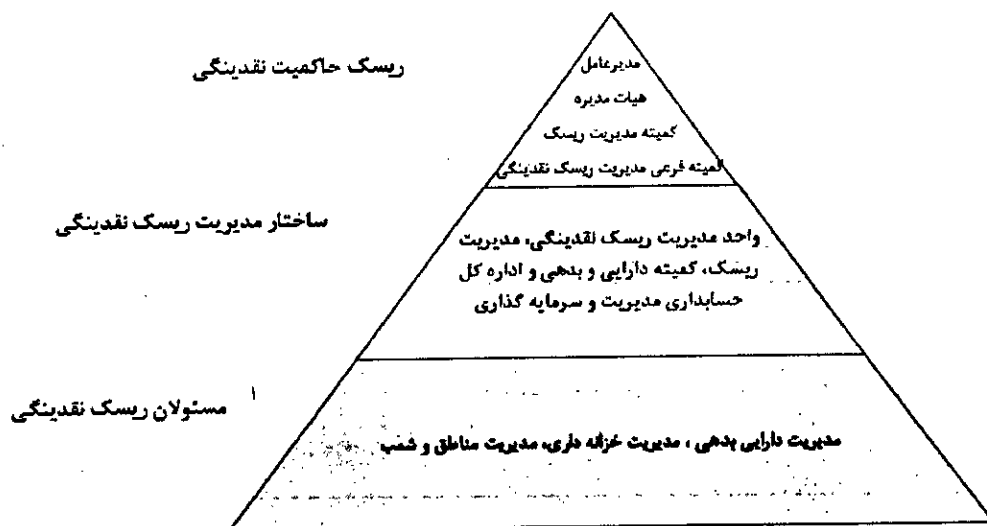 ریسک حاکمیت نقدینگی
مدیرعامل
هیات مدیره
کمیته مدیریت ریسک
کمیته فرعی مدیریت ریسک نقدینگی
ساختار مدیریت ریسک نقدینگی
واحد مدیریت ریسک نقدینگی، مدیریت
ریسک، کمیته دارایی و بدهی و اداره کل
حسابداری مدیریت و سرمایه گذاری
مسئولان ریسک نقدینگی ۱
مدیریت دارایی بدهی ، مدیریت خزانه داری، مدیریت مناطق و شعب